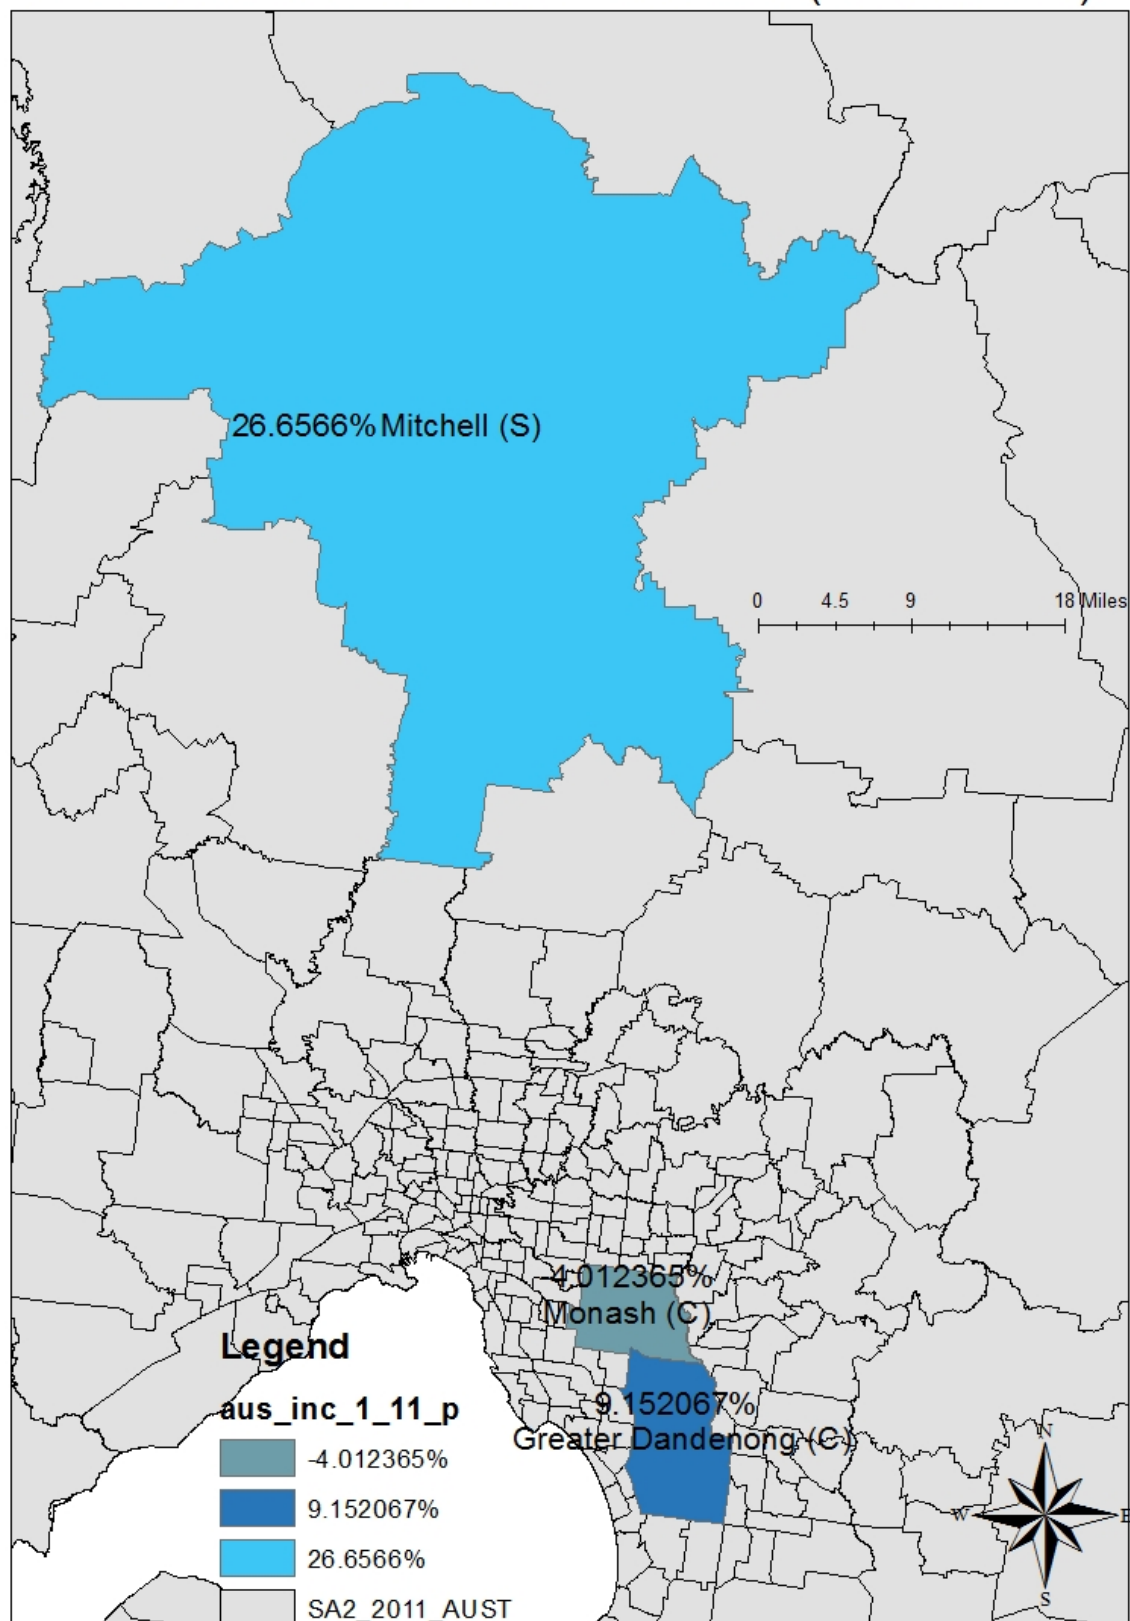 26.6566% Mitchell (S)
0 4.5 9 18 Miles
-4.012365%
Monash (C)
Legend
9.152067%
aus_inc_1_11_p
Greater Dandenong (C)
N
-4.012365%
9.152067%
W E
26.6566%
S
SA2_2011_AUST